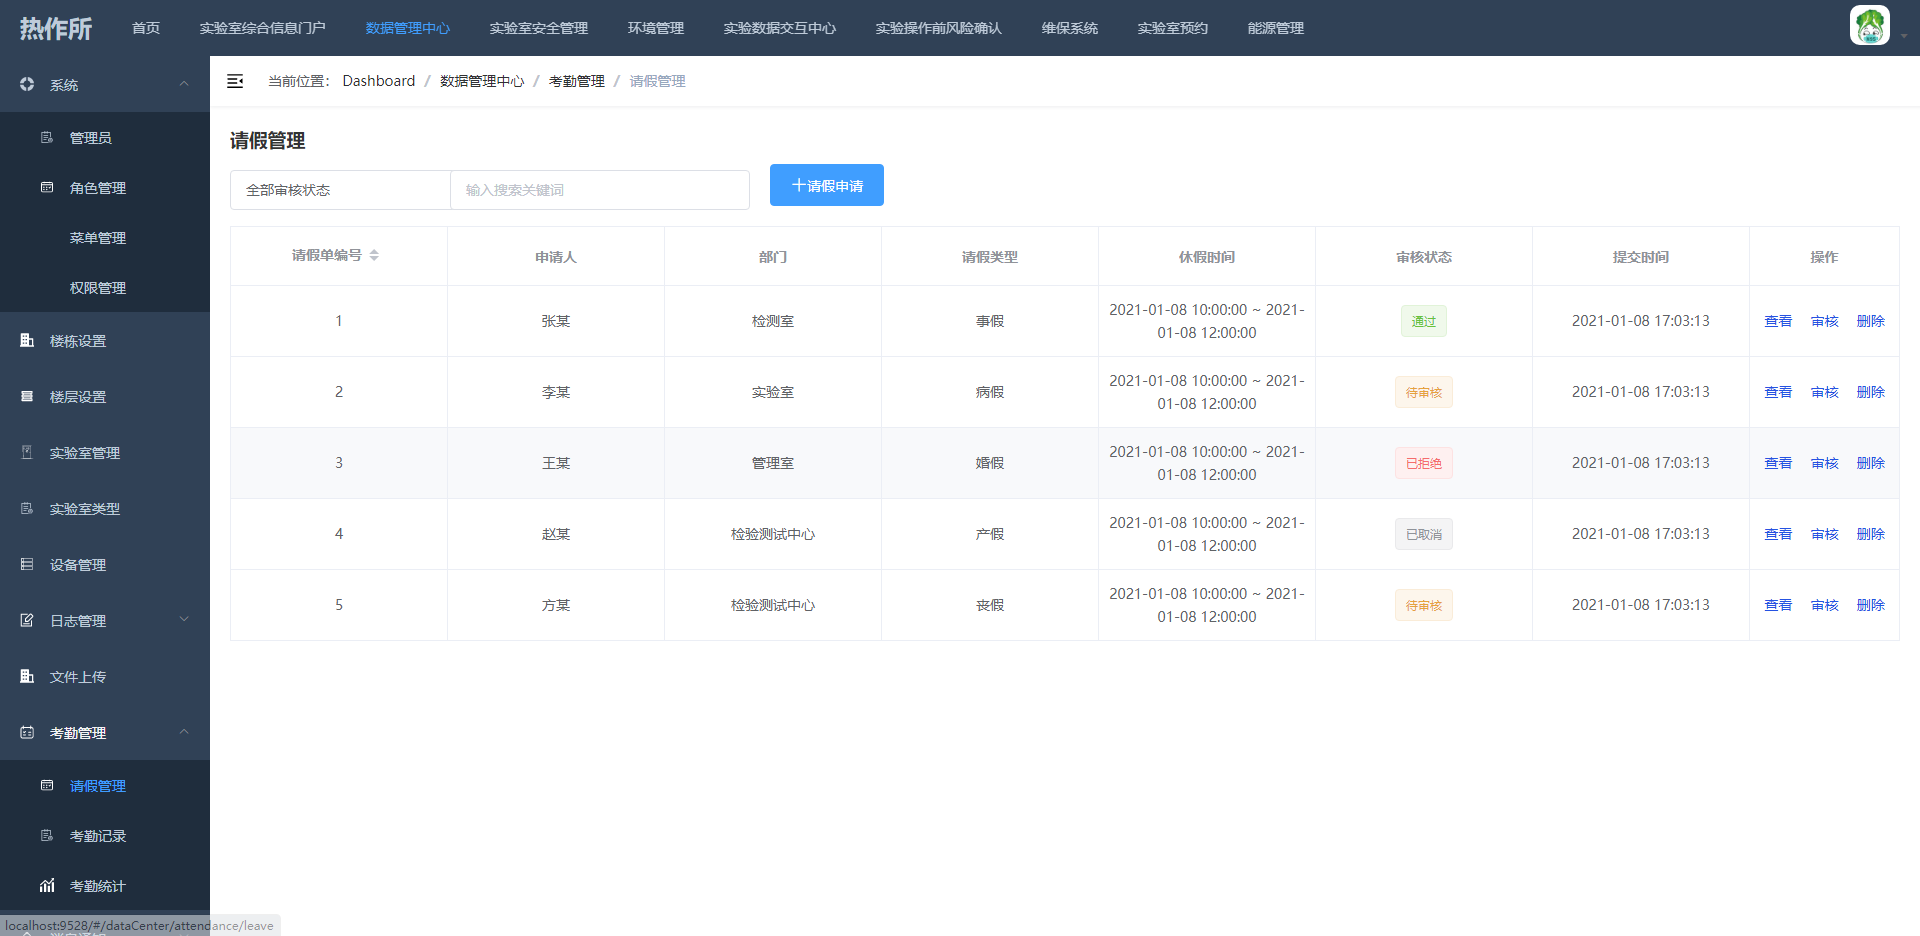 热作所 首页 实验室综合信息门户 数据管理中心 实验室安全管理 环境管理 实验数据交互中心 实验操作前风险确认 维保系统 实验室预约 能源管理
系统
管理员
角色管理
菜单管理
权限管理
楼栋设置
楼层设置
实验室管理
实验室类型
设备管理
日志管理
文件上传
考勤管理
请假管理
考勤记录
考勤统计
localhost:9528/#/dataCenter/attendance/leave
当前位置: Dashboard / 数据管理中心 / 考勤管理 / 请假管理
请假管理
全部审核状态 输入搜索关键词 请假申请
请假单编号 申请人 部门 请假类型 休假时间 审核状态 提交时间 操作
1 张某 检测室 事假 2021-01-08 10:00:00 ~ 2021-01-08 12:00:00 通过 2021-01-08 17:03:13 查看 审核 删除
2 李某 实验室 病假 2021-01-08 10:00:00 ~ 2021-01-08 12:00:00 待审核 2021-01-08 17:03:13 查看 审核 删除
3 王某 管理室 婚假 2021-01-08 10:00:00 ~ 2021-01-08 12:00:00 已拒绝 2021-01-08 17:03:13 查看 审核 删除
4 赵某 检验测试中心 产假 2021-01-08 10:00:00 ~ 2021-01-08 12:00:00 已取消 2021-01-08 17:03:13 查看 审核 删除
5 方某 检验测试中心 丧假 2021-01-08 10:00:00 ~ 2021-01-08 12:00:00 待审核 2021-01-08 17:03:13 查看 审核 删除